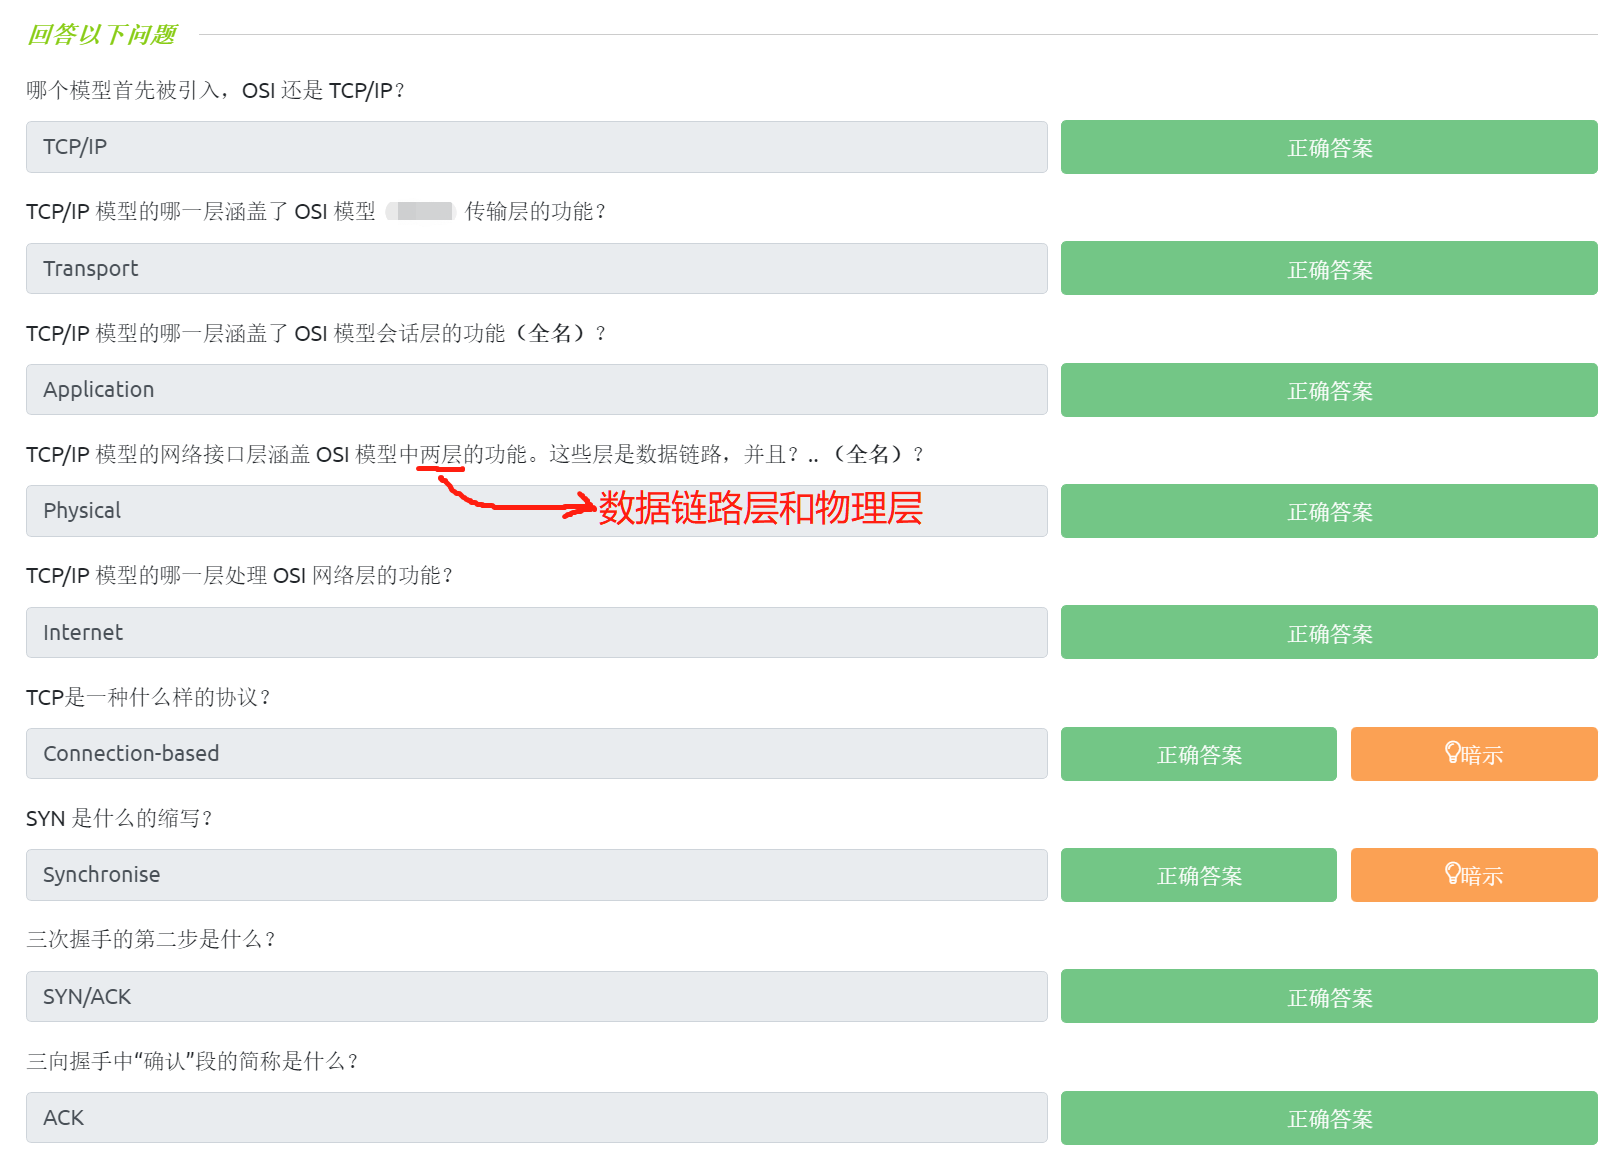 回答以下问题
哪个模型首先被引入，OSI 还是 TCP/IP？
TCP/IP
正确答案
TCP/IP 模型的哪一层涵盖了 OSI 模型 传输层的功能？
Transport
正确答案
TCP/IP 模型的哪一层涵盖了 OSI 模型会话层的功能（全名）？
Application
正确答案
TCP/IP 模型的网络接口层涵盖 OSI 模型中两层的功能。这些层是数据链路，并且？..（全名）？
Physical
数据链路层和物理层
正确答案
TCP/IP 模型的哪一层处理 OSI 网络层的功能？
Internet
正确答案
TCP是一种什么样的协议？
Connection-based
正确答案
暗示
SYN 是什么的缩写？
Synchronise
正确答案
暗示
三次握手的第二步是什么？
SYN/ACK
正确答案
三向握手中“确认”段的简称是什么？
ACK
正确答案